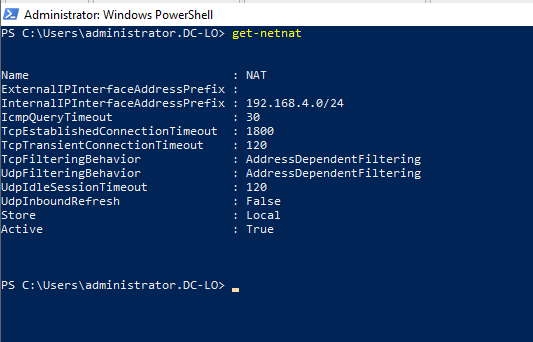 Administrator: Windows PowerShell
PS C:\Users\administrator.DC-LO> get-netnat
Name : NAT
ExternalIPInterfaceAddressPrefix :
InternalIPInterfaceAddressPrefix : 192.168.4.0/24
IcmpQueryTimeout : 30
TcpEstablishedConnectionTimeout : 1800
TcpTransientConnectionTimeout : 120
TcpFilteringBehavior : AddressDependentFiltering
UdpFilteringBehavior : AddressDependentFiltering
UdpIdleSessionTimeout : 120
UdpInboundRefresh : False
Store : Local
Active : True
PS C:\Users\administrator.DC-LO>